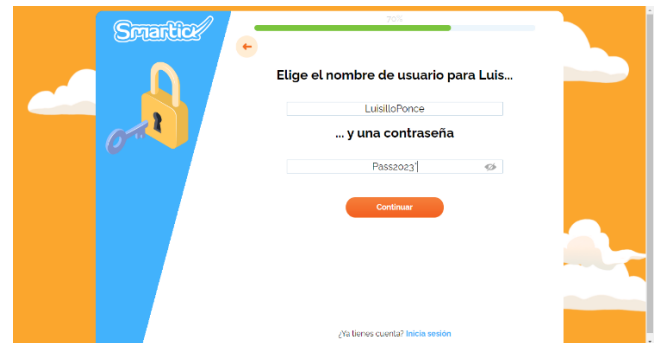 Smartick
70%
Elige el nombre de usuario para Luis...
LuisilloPonce
... y una contraseña
Pass2023*
Continuar
¿Ya tienes cuenta? Inicia sesión